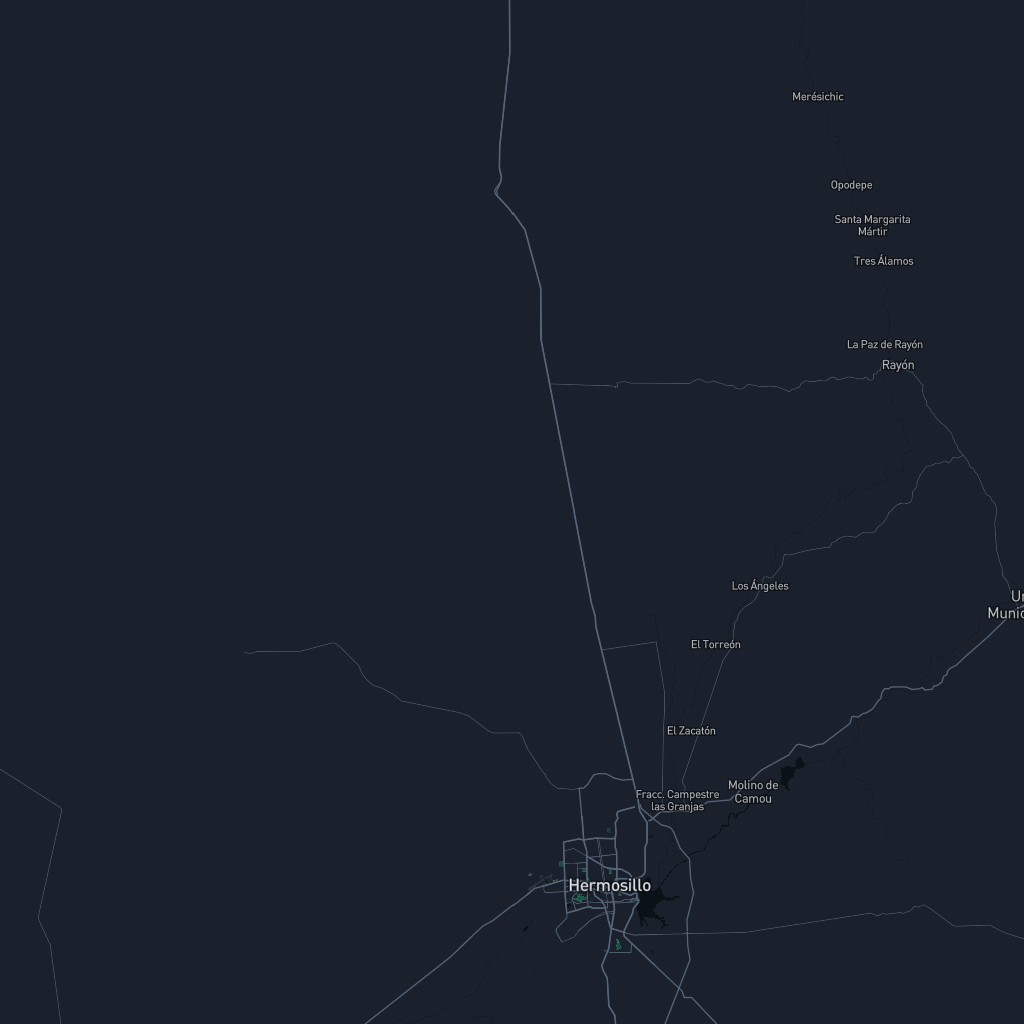 Merésichic
Opodepe
Santa Margarita
Mártir
Tres Álamos
La Paz de Rayón
Rayón
Los Ángeles
Ur
Munic
El Torreón
El Zacatón
Molino de
Camou
Fracc. Campestre
las Granjas
Hermosillo